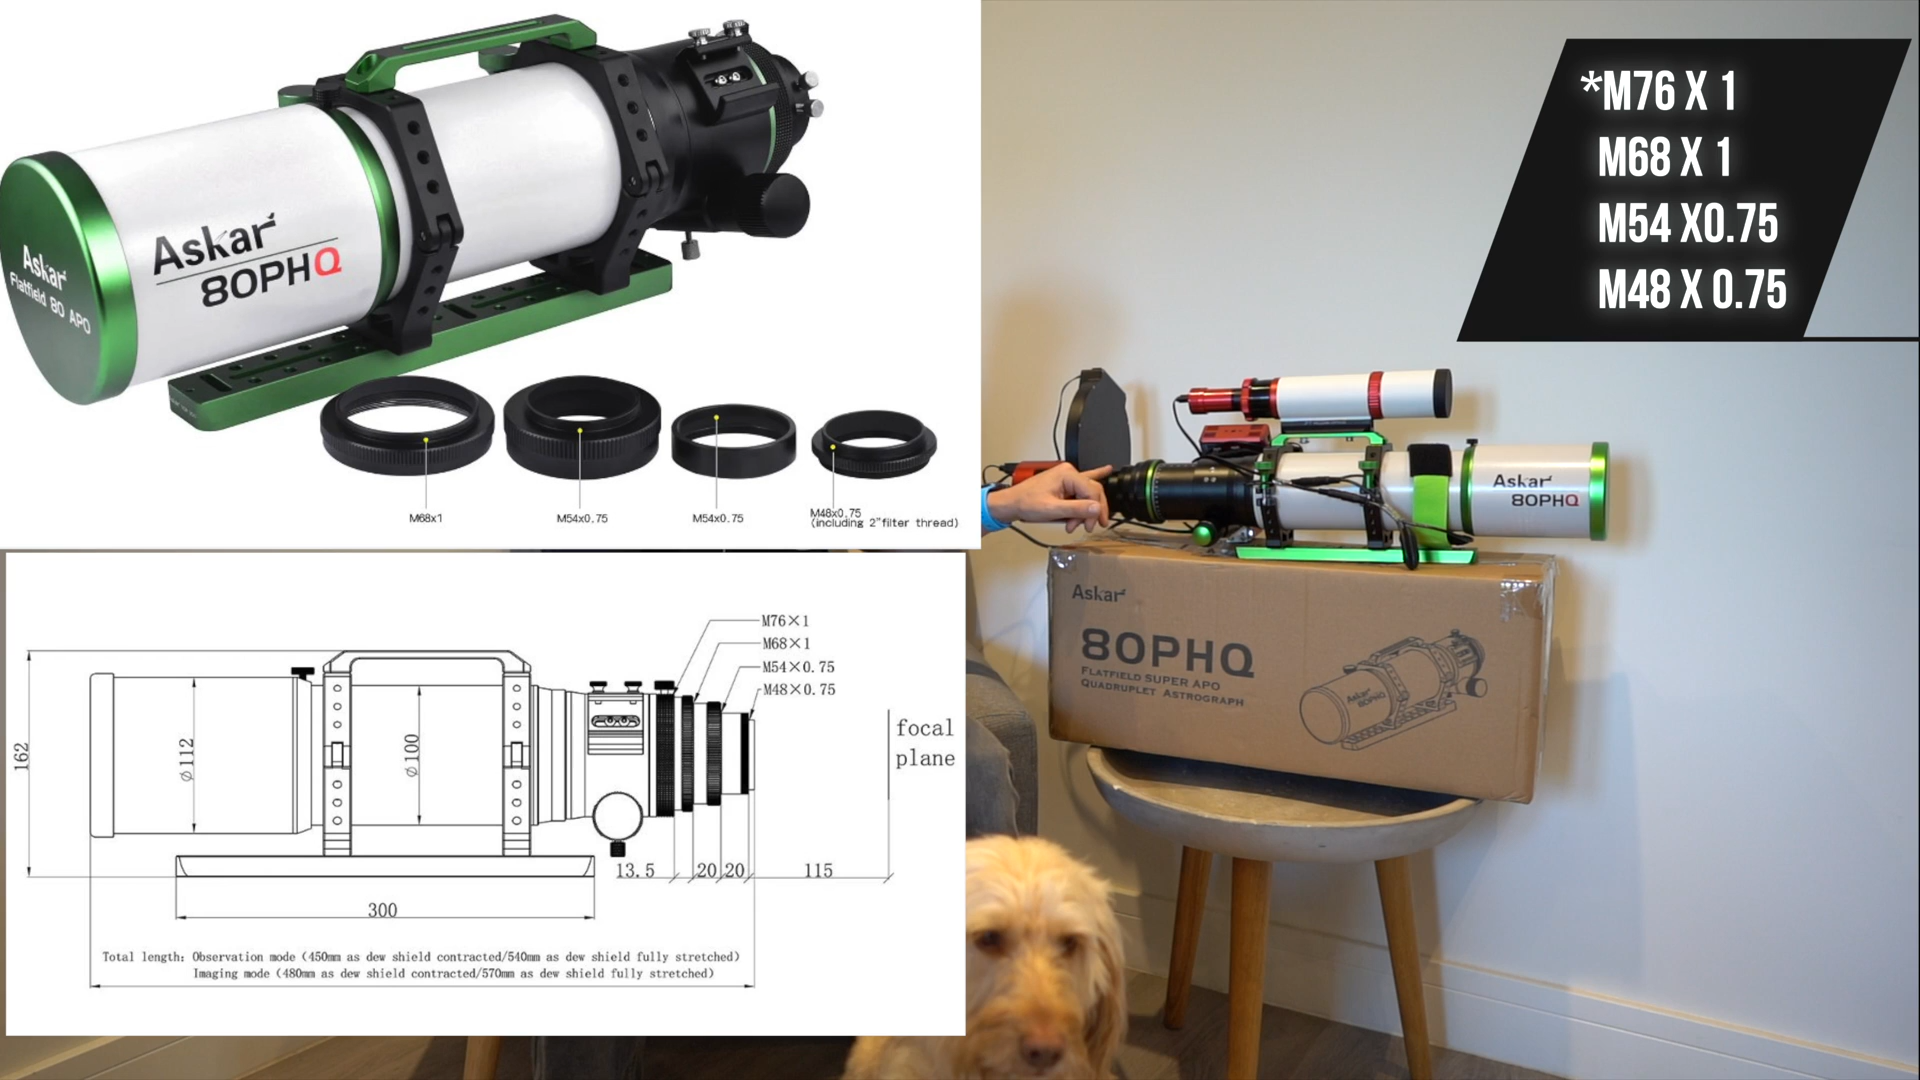 Askar
Flatfield 80 APO
Askar
80PHQ
M68x1
M54x0.75
M54x0.75
M48x0.75
(including 2"filter thread)
M76×1
M68×1
M54×0.75
M48×0.75
focal
plane
162
Ø112
Ø100
13.5
20
20
115
300
Total length: Observation mode (450mm as dew shield contracted/540mm as dew shield fully stretched)
Imaging mode (480mm as dew shield contracted/570mm as dew shield fully stretched)
*M76 X 1
M68 X 1
M54 X0.75
M48 X 0.75
Askar
80PHQ
Askar
80PHQ
FLATFIELD SUPER APO
QUADRUPLET ASTROGRAPH
Askar
80PHQ